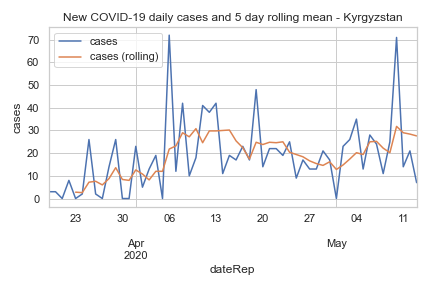 New COVID-19 daily cases and 5 day rolling mean - Kyrgyzstan
cases
cases (rolling)
70
60
50
40
30
20
10
0
cases
23 30 06 13 20 27 04 11
Apr May
2020
dateRep